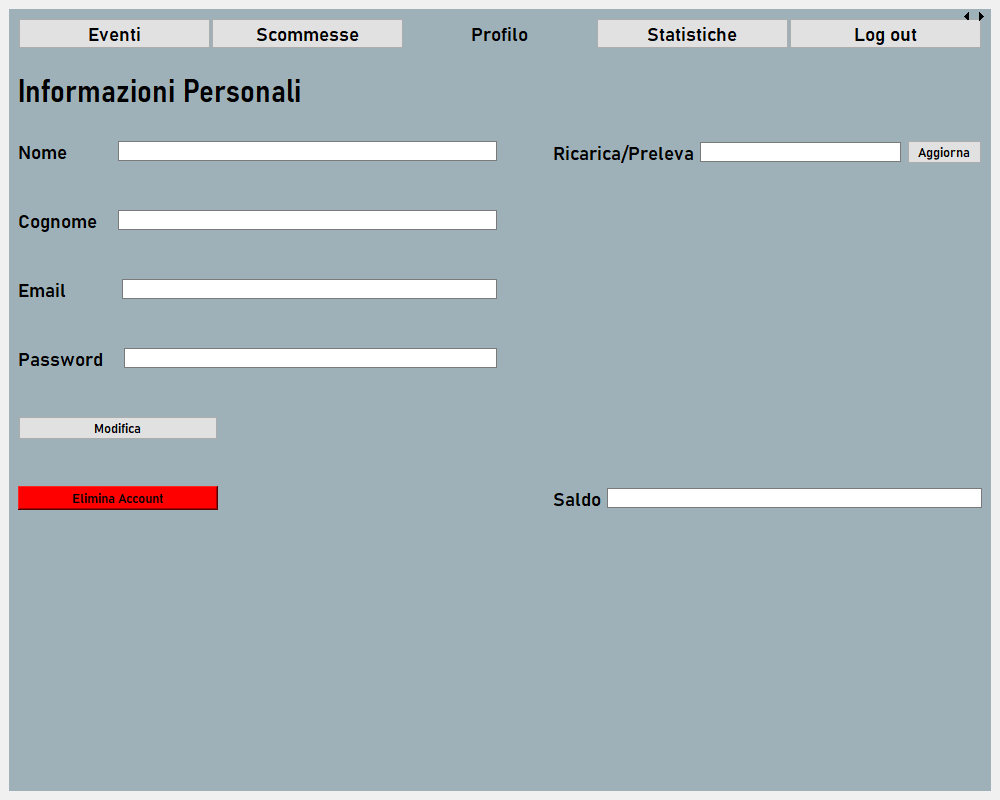 Eventi Scommesse Profilo Statistiche Log out
Informazioni Personali
Nome
Ricarica/Preleva Aggiorna
Cognome
Email
Password
Modifica
Elimina Account
Saldo